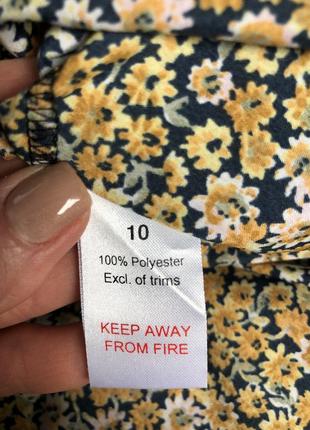 10
100% Polyester
Excl. of trims
KEEP AWAY
FROM FIRE